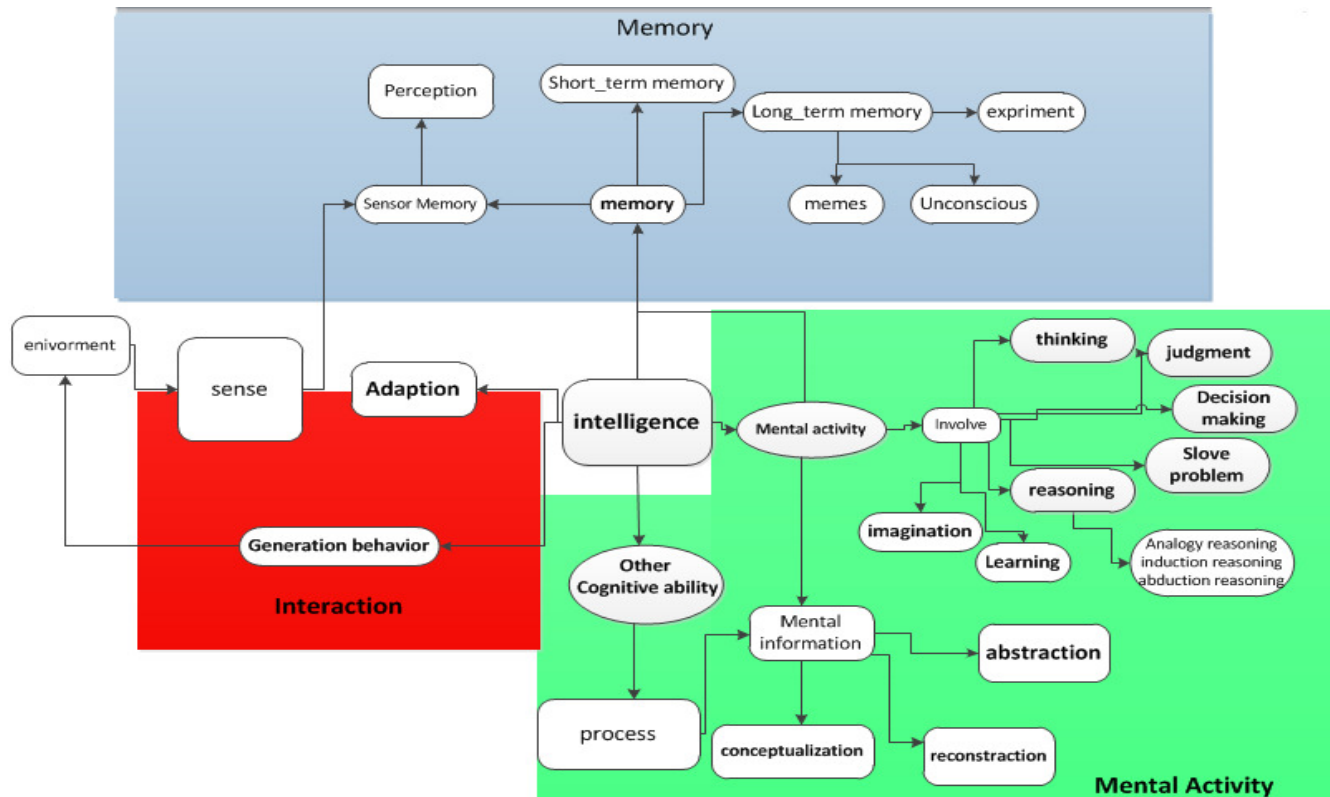 Memory
Perception
Short_term memory
Long_term memory
expriment
Sensor Memory
memory
memes
Unconscious
enivorment
sense
Adaption
intelligence
Mental activity
Involve
thinking
judgment
Decision
making
Slove
problem
reasoning
imagination
Learning
Analogy reasoning
induction reasoning
abduction reasoning
Generation behavior
Interaction
Other
Cognitive ability
Mental
information
abstraction
process
conceptualization
reconstraction
Mental Activity